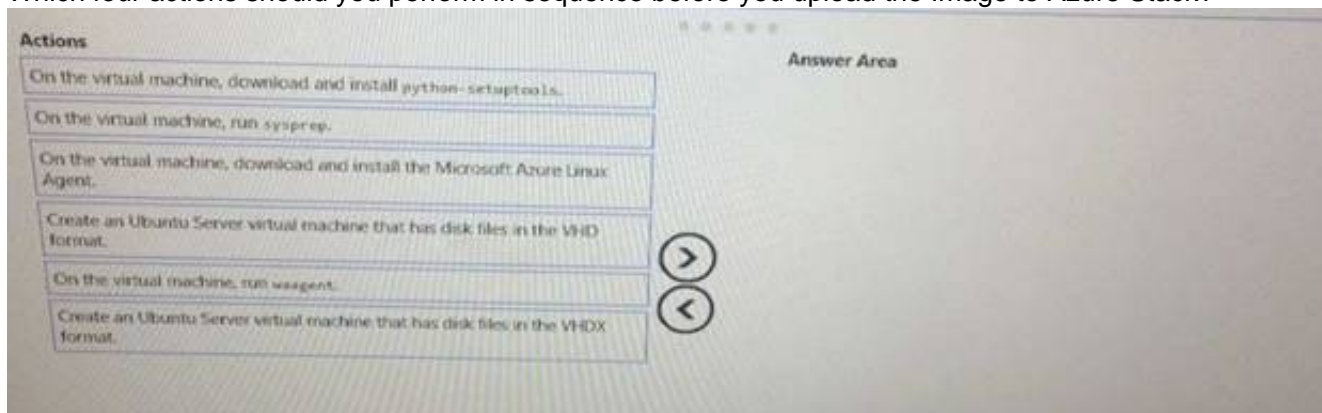 Which four actions should you perform in sequence before you upload the image to Azure Stack?
Actions
Answer Area
On the virtual machine, download and install python-setuptools.
On the virtual machine, run sysprep.
On the virtual machine, download and install the Microsoft Azure Linux
Agent.
Create an Ubuntu Server virtual machine that has disk files in the VHD
format.
On the virtual machine, run waagent.
Create an Ubuntu Server virtual machine that has disk files in the VHDX
format.